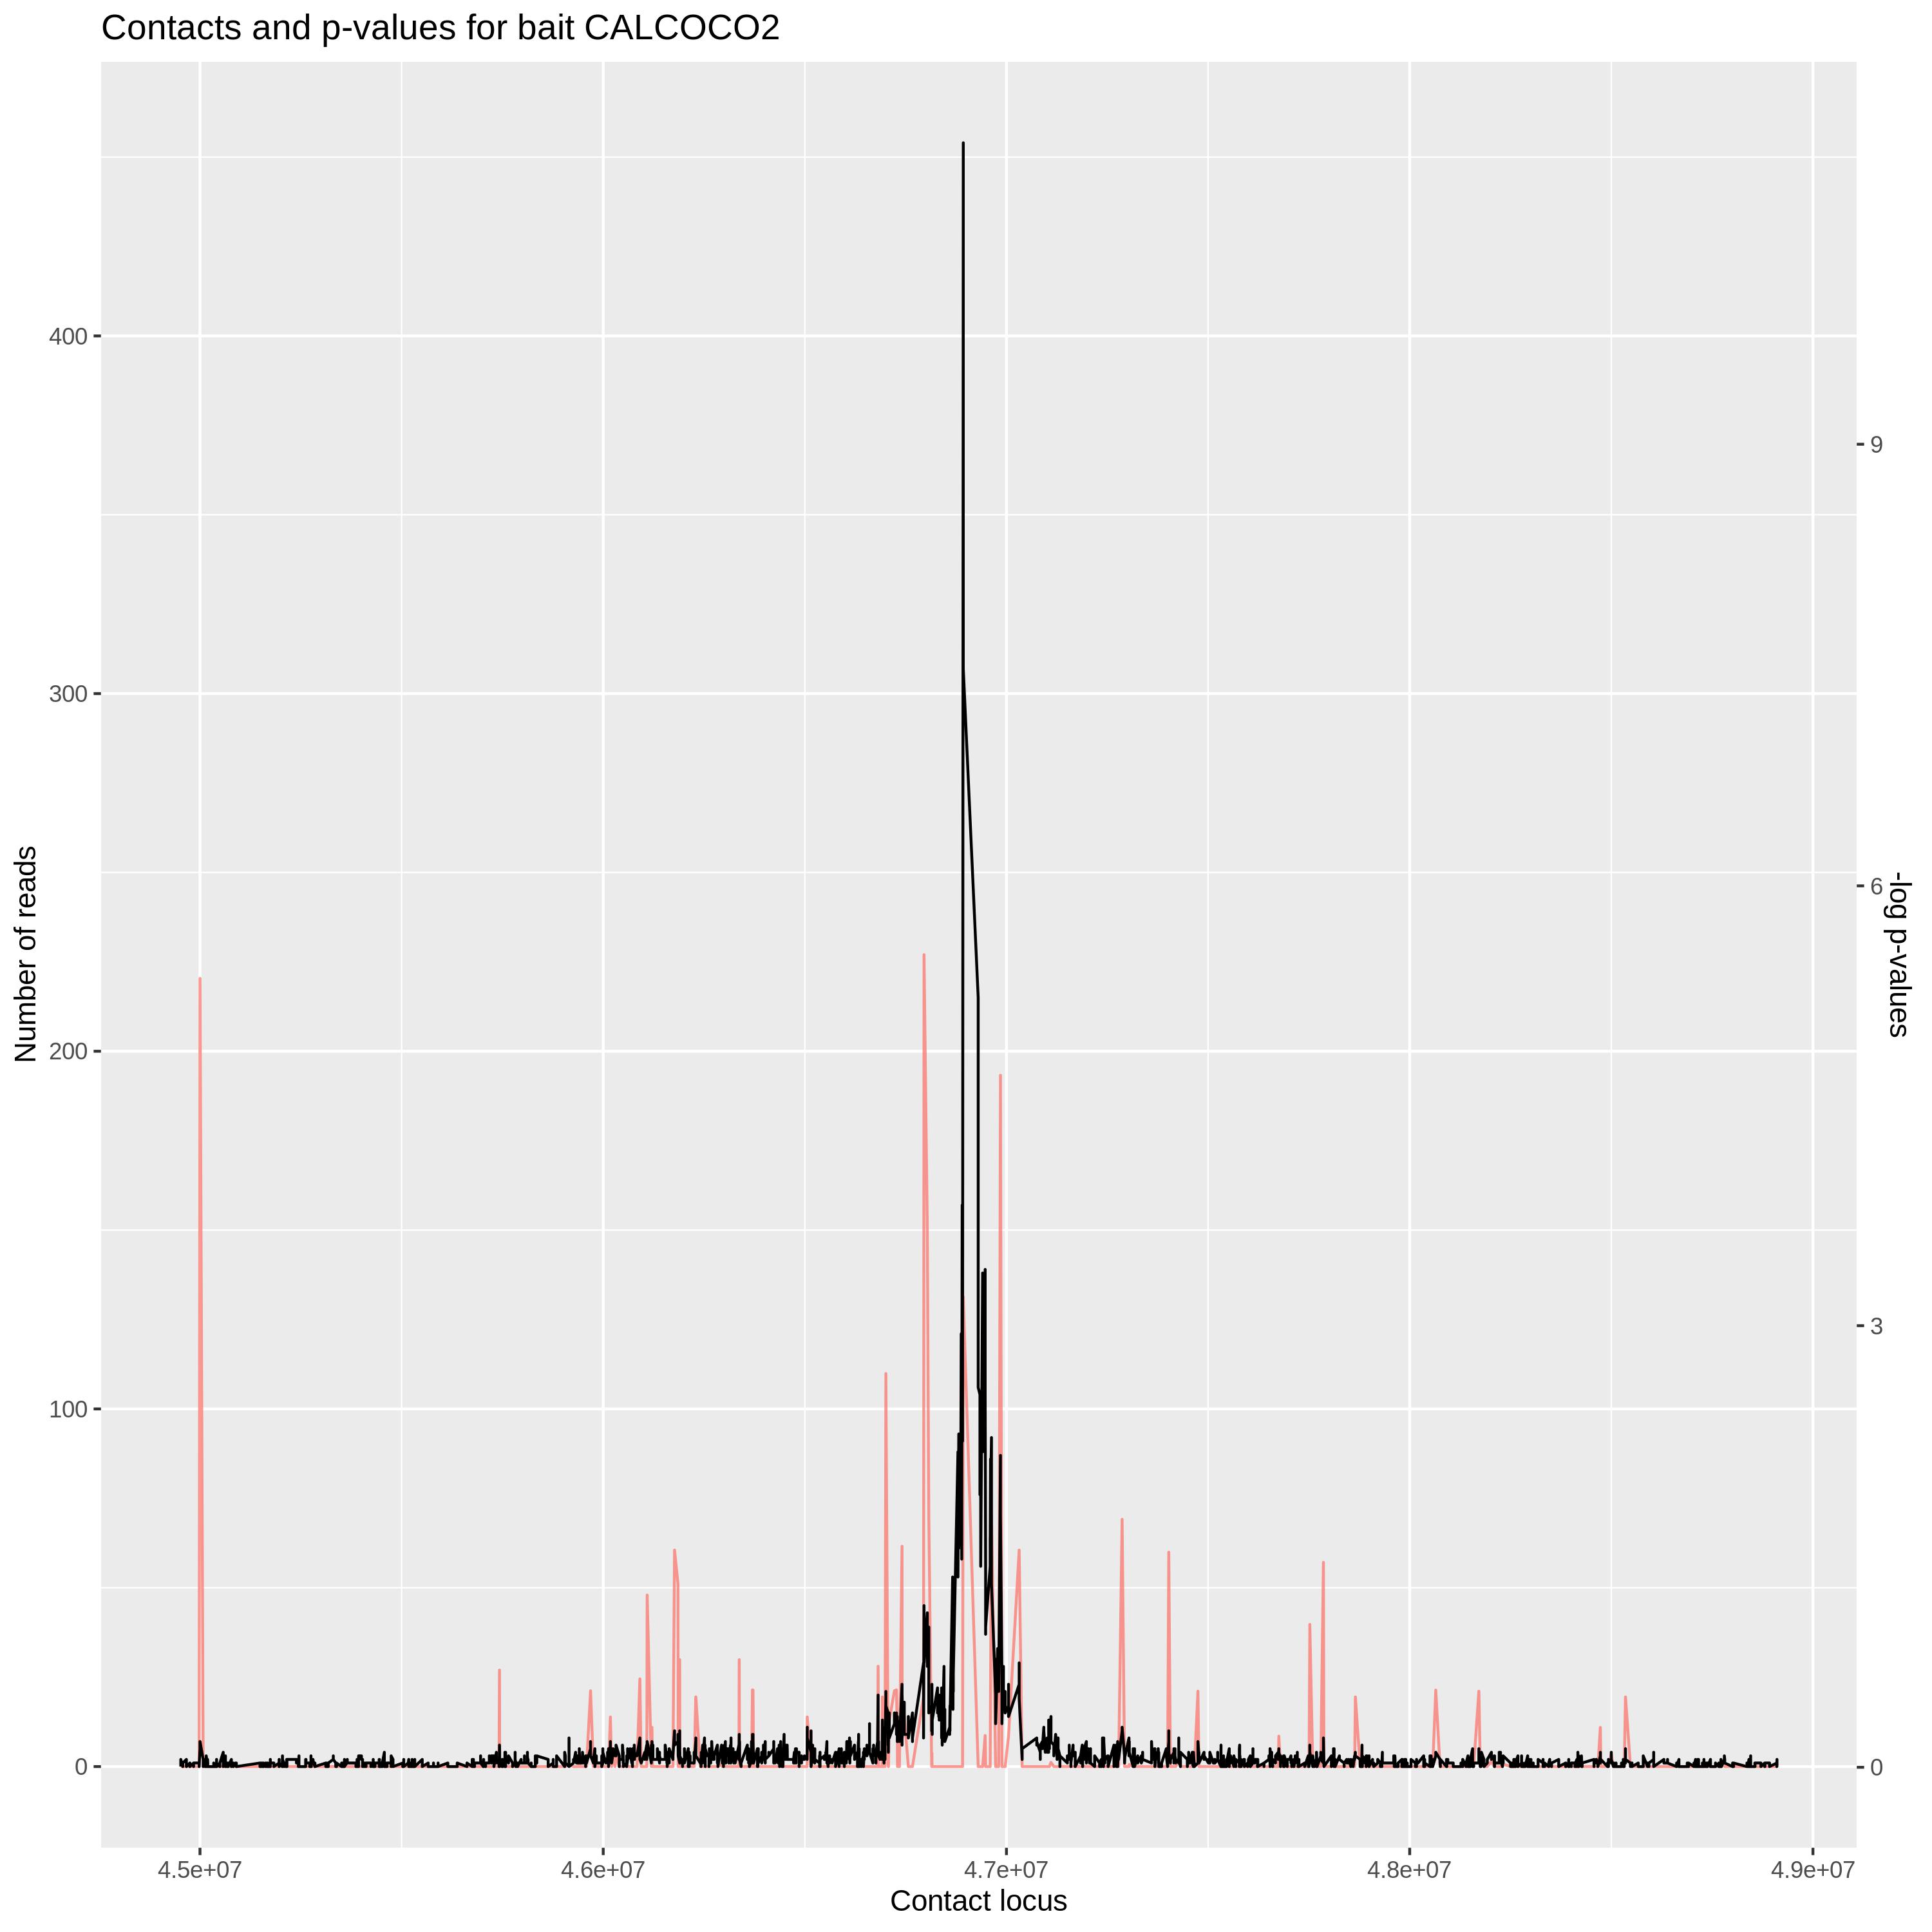 Contacts and p-values for bait CALCOCO2
Number of reads
400
300
200
100
0
9
6
3
0
-log p-values
4.5e+07
4.6e+07
4.7e+07
4.8e+07
4.9e+07
Contact locus